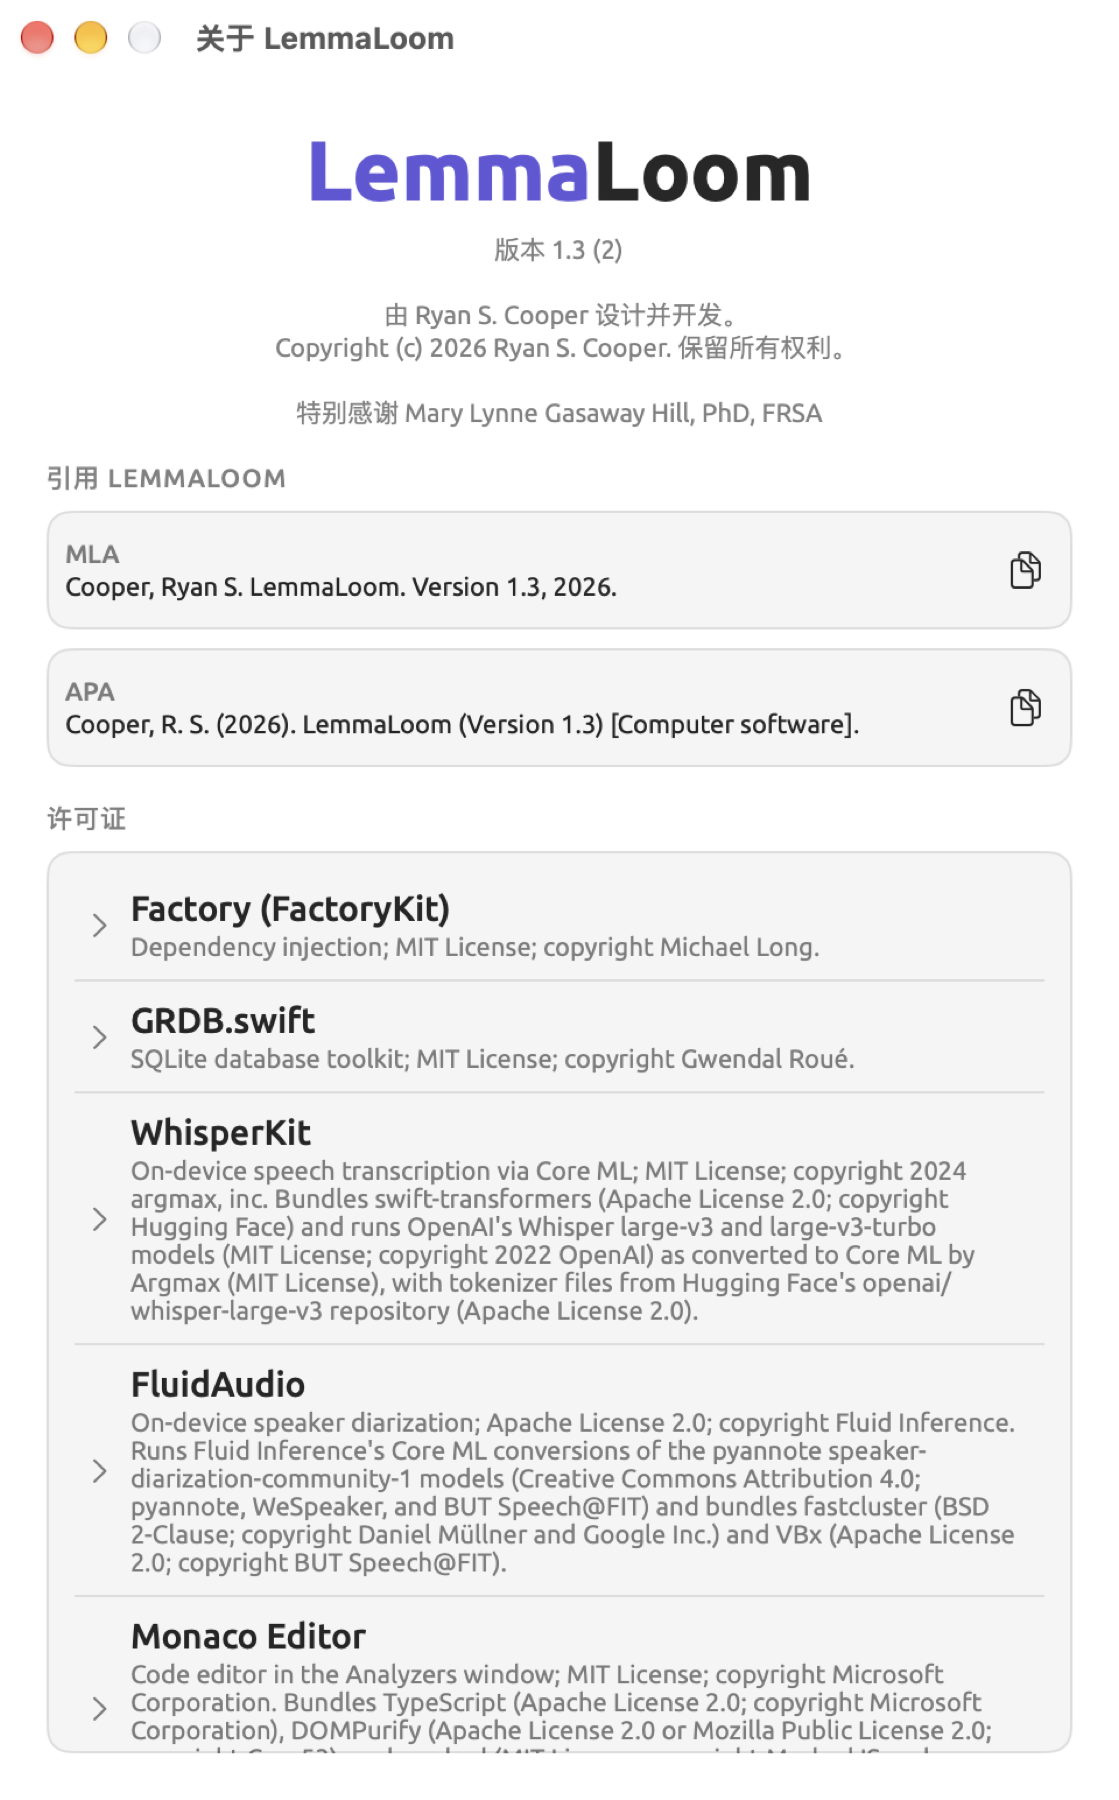 关于 LemmaLoom
LemmaLoom
版本 1.3 (2)
由 Ryan S. Cooper 设计并开发。
Copyright (c) 2026 Ryan S. Cooper. 保留所有权利。
特别感谢 Mary Lynne Gasaway Hill, PhD, FRSA
引用 LEMMALOOM
MLA
Cooper, Ryan S. LemmaLoom. Version 1.3, 2026.
APA
Cooper, R. S. (2026). LemmaLoom (Version 1.3) [Computer software].
许可证
Factory (FactoryKit)
Dependency injection; MIT License; copyright Michael Long.
GRDB.swift
SQLite database toolkit; MIT License; copyright Gwendal Roué.
WhisperKit
On-device speech transcription via Core ML; MIT License; copyright 2024
argmax, inc. Bundles swift-transformers (Apache License 2.0; copyright
Hugging Face) and runs OpenAI's Whisper large-v3 and large-v3-turbo
models (MIT License; copyright 2022 OpenAI) as converted to Core ML by
Argmax (MIT License), with tokenizer files from Hugging Face's openai/
whisper-large-v3 repository (Apache License 2.0).
FluidAudio
On-device speaker diarization; Apache License 2.0; copyright Fluid Inference.
Runs Fluid Inference's Core ML conversions of the pyannote speaker-
diarization-community-1 models (Creative Commons Attribution 4.0;
pyannote, WeSpeaker, and BUT Speech@FIT) and bundles fastcluster (BSD
2-Clause; copyright Daniel Müllner and Google Inc.) and VBx (Apache License
2.0; copyright BUT Speech@FIT).
Monaco Editor
Code editor in the Analyzers window; MIT License; copyright Microsoft
Corporation. Bundles TypeScript (Apache License 2.0; copyright Microsoft
Corporation), DOMPurify (Apache License 2.0 or Mozilla Public License 2.0;